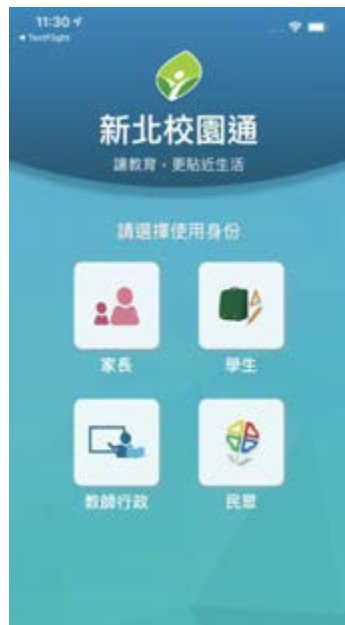 11:30
◀ TestFlight
新北校園通
讓教育，更貼近生活
請選擇使用身份
家長
學生
教師行政
民眾